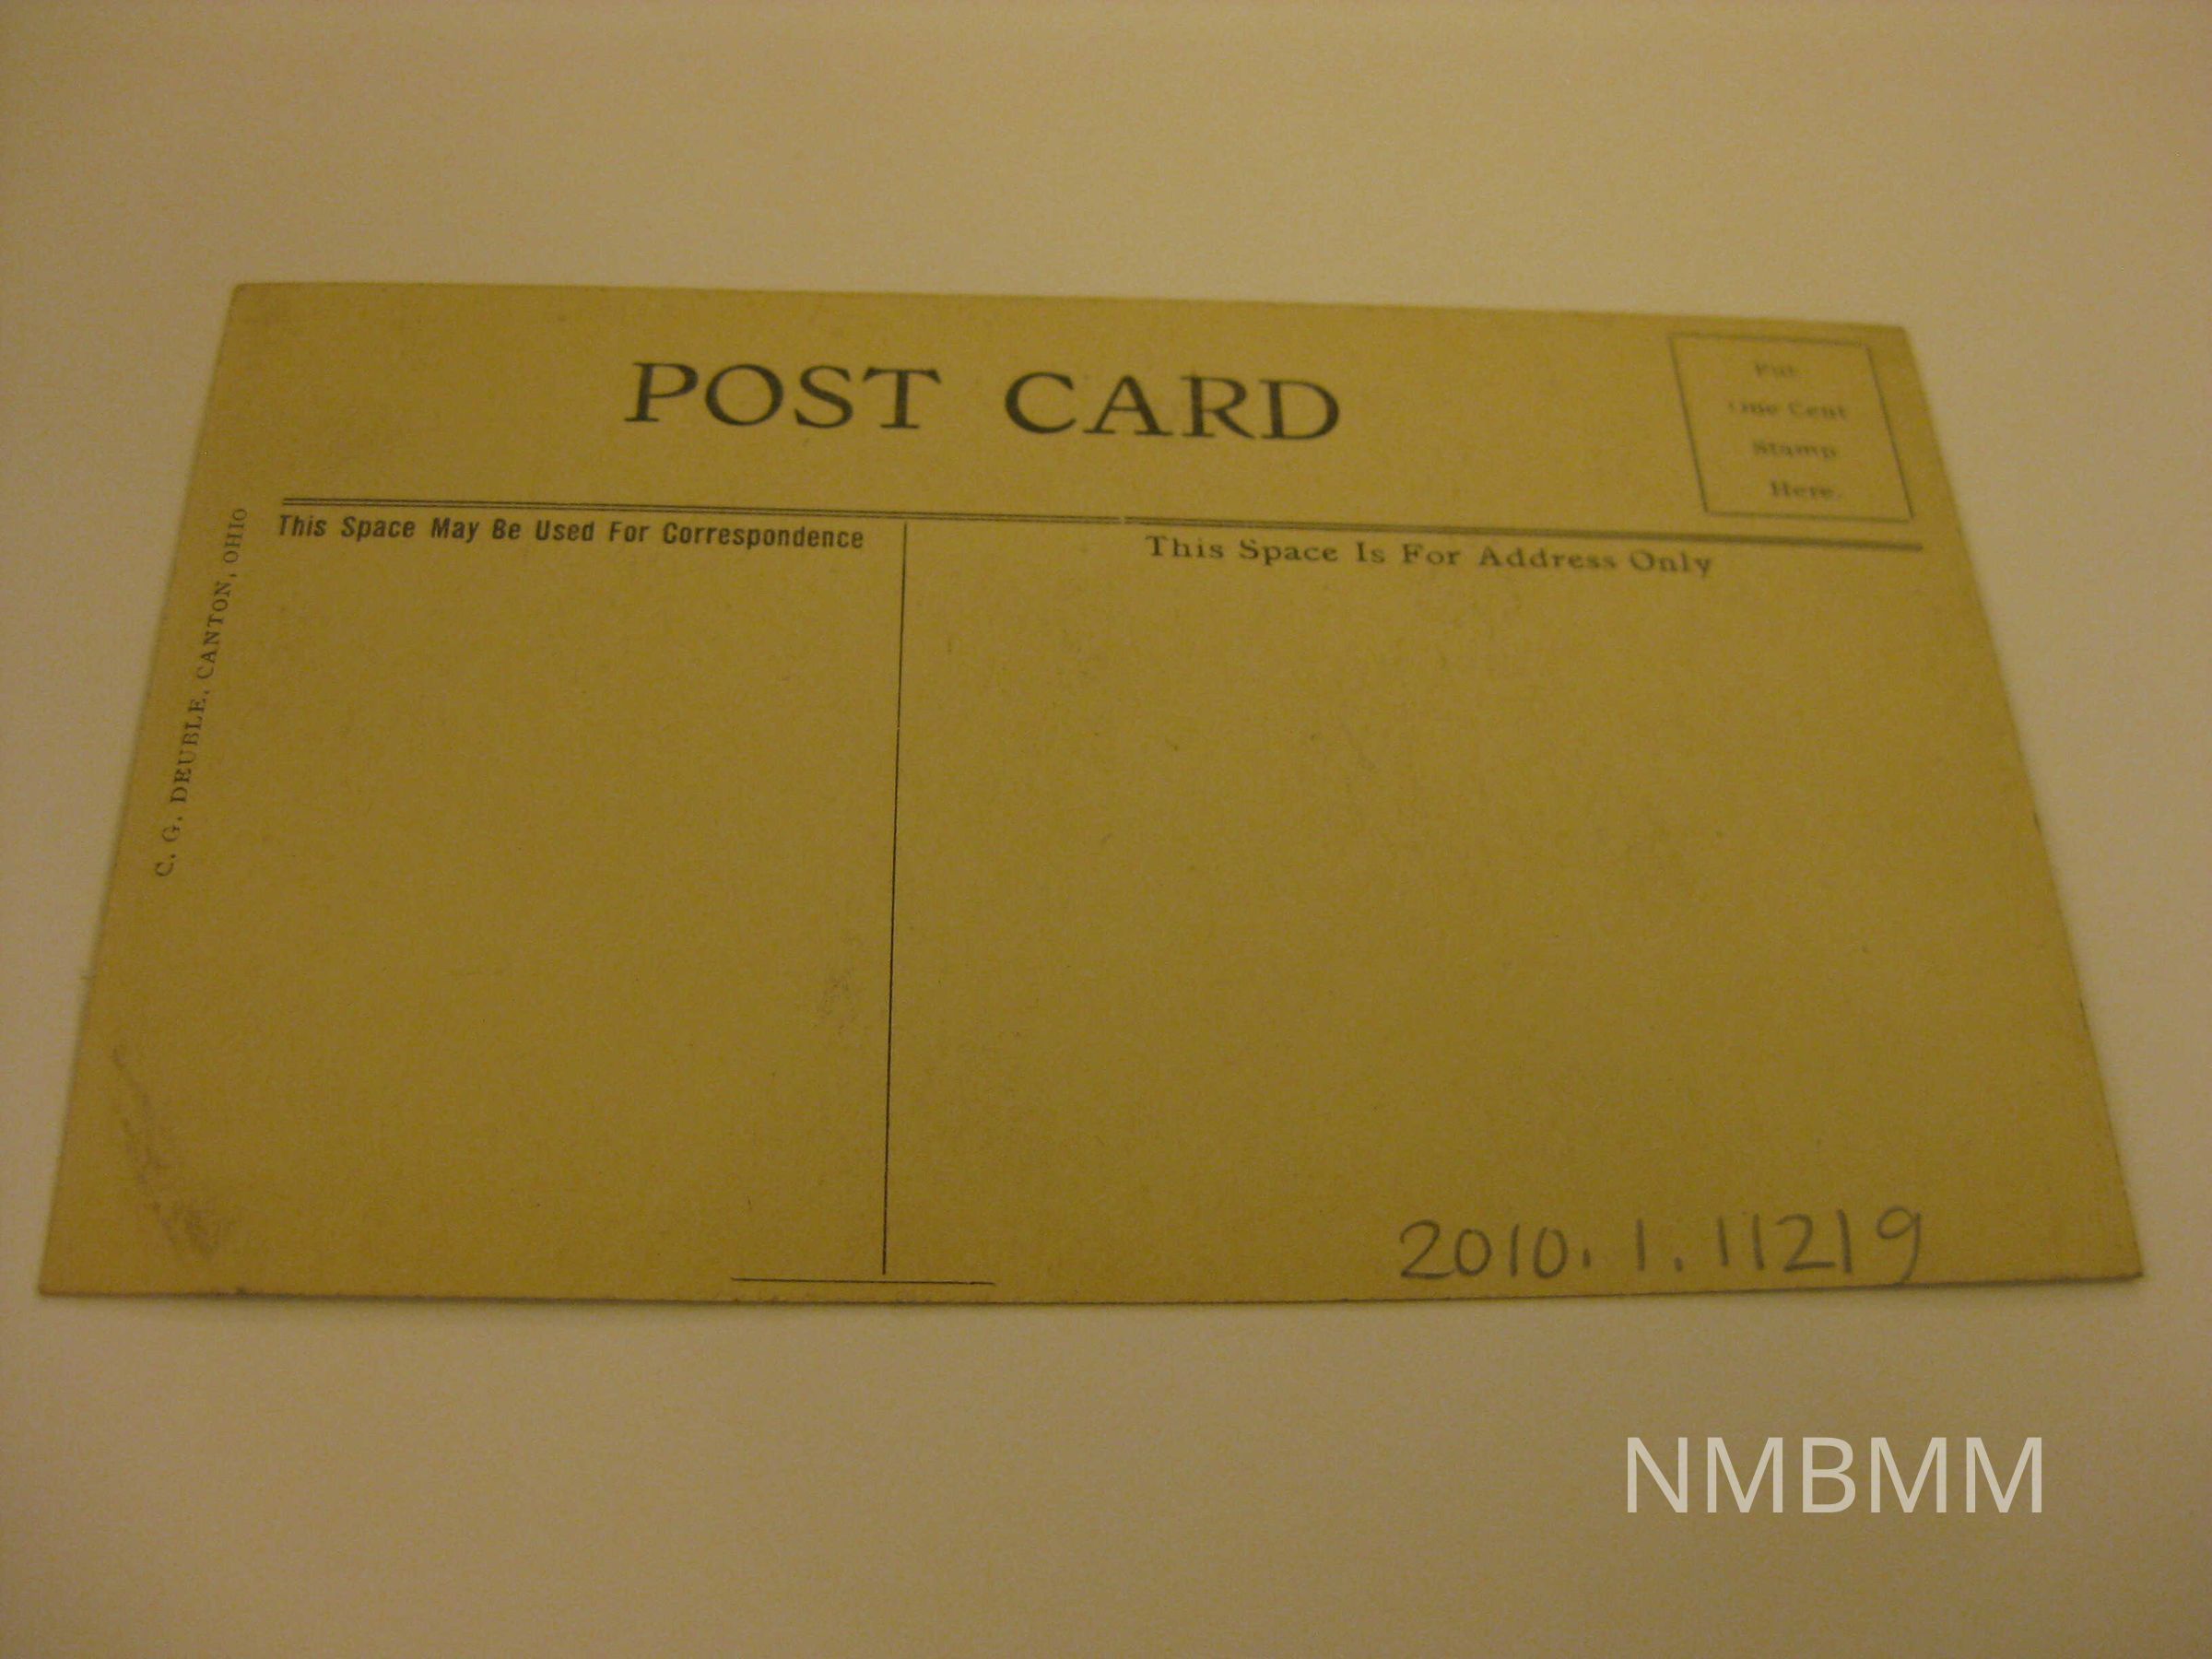 POST CARD
Put
One Cent
Stamp
Here.
This Space May Be Used For Correspondence
This Space Is For Address Only
C. G. DEUBLE, CANTON, OHIO
2010.1.11219
NMBMM